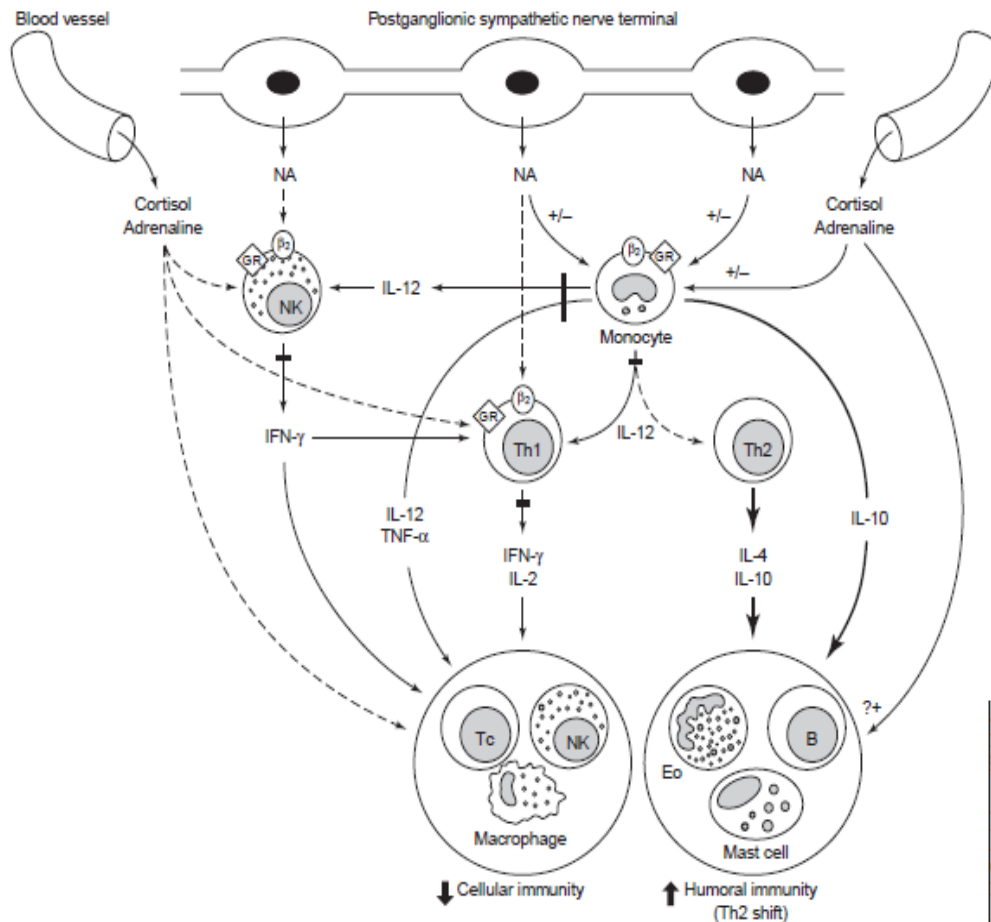 Blood vessel
Postganglionic sympathetic nerve terminal
NA
NA
NA
Cortisol
Adrenaline
Cortisol
Adrenaline
+/–
+/–
+/–
β2
GR
NK
IL-12
β2
GR
Monocyte
β2
GR
Th1
IL-12
Th2
IFN-γ
IL-12
TNF-α
IFN-γ
IL-2
IL-4
IL-10
IL-10
?+
Tc
NK
Macrophage
Eo
B
Mast cell
Cellular immunity
Humoral immunity
(Th2 shift)